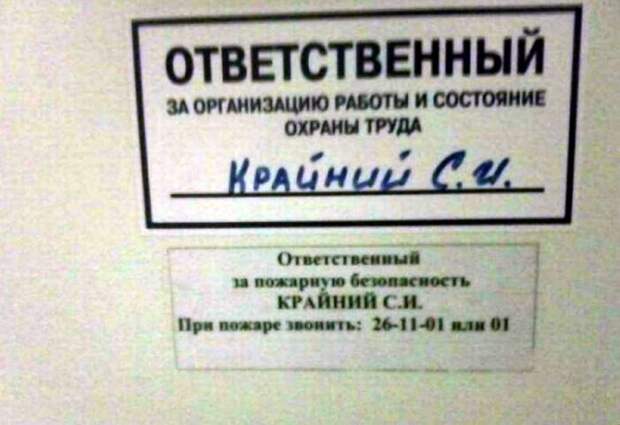 ОТВЕТСТВЕННЫЙ
ЗА ОРГАНИЗАЦИЮ РАБОТЫ И СОСТОЯНИЕ
ОХРАНЫ ТРУДА
КРАЙНИЙ С.И.
Ответственный
за пожарную безопасность
КРАЙНИЙ С.И.
При пожаре звонить: 26-11-01 или 01